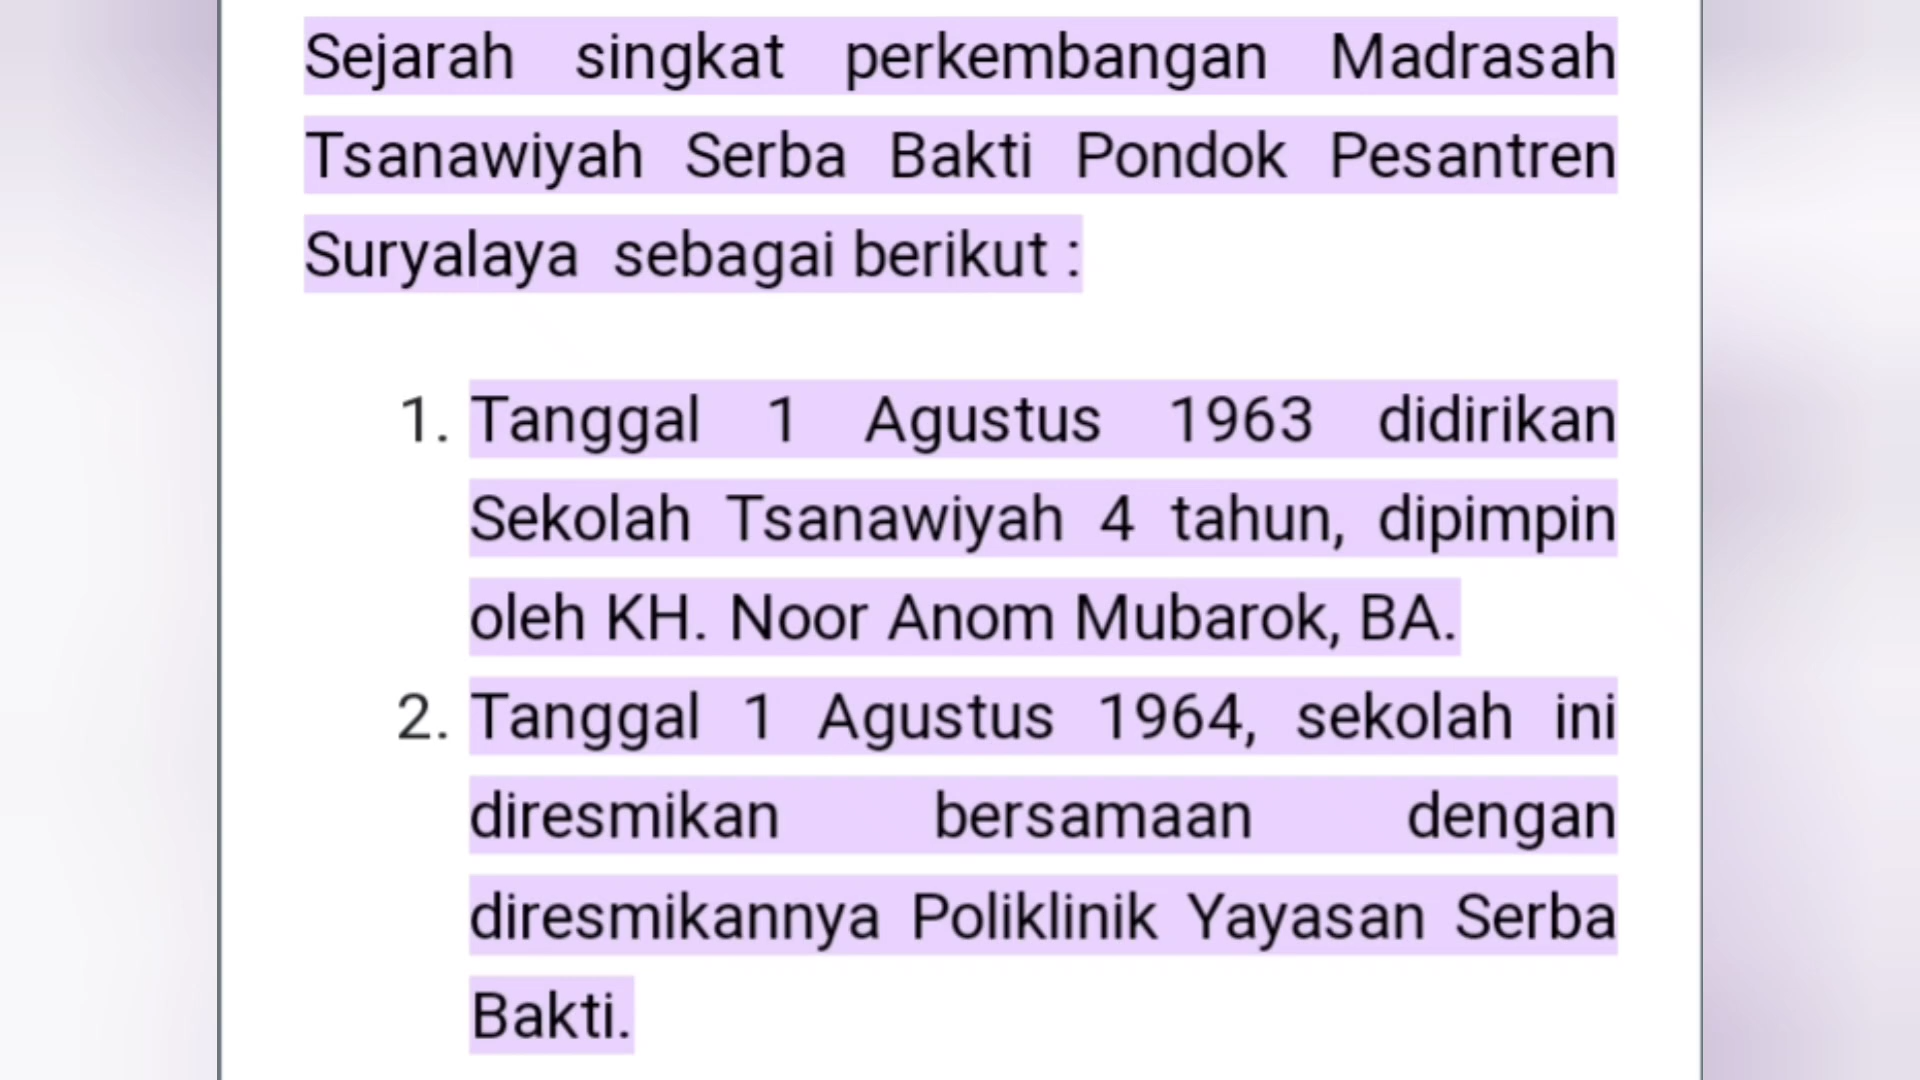 Sejarah singkat perkembangan Madrasah
Tsanawiyah Serba Bakti Pondok Pesantren
Suryalaya sebagai berikut :
1. Tanggal 1 Agustus 1963 didirikan
Sekolah Tsanawiyah 4 tahun, dipimpin
oleh KH. Noor Anom Mubarok, BA.
2. Tanggal 1 Agustus 1964, sekolah ini
diresmikan bersamaan dengan
diresmikannya Poliklinik Yayasan Serba
Bakti.